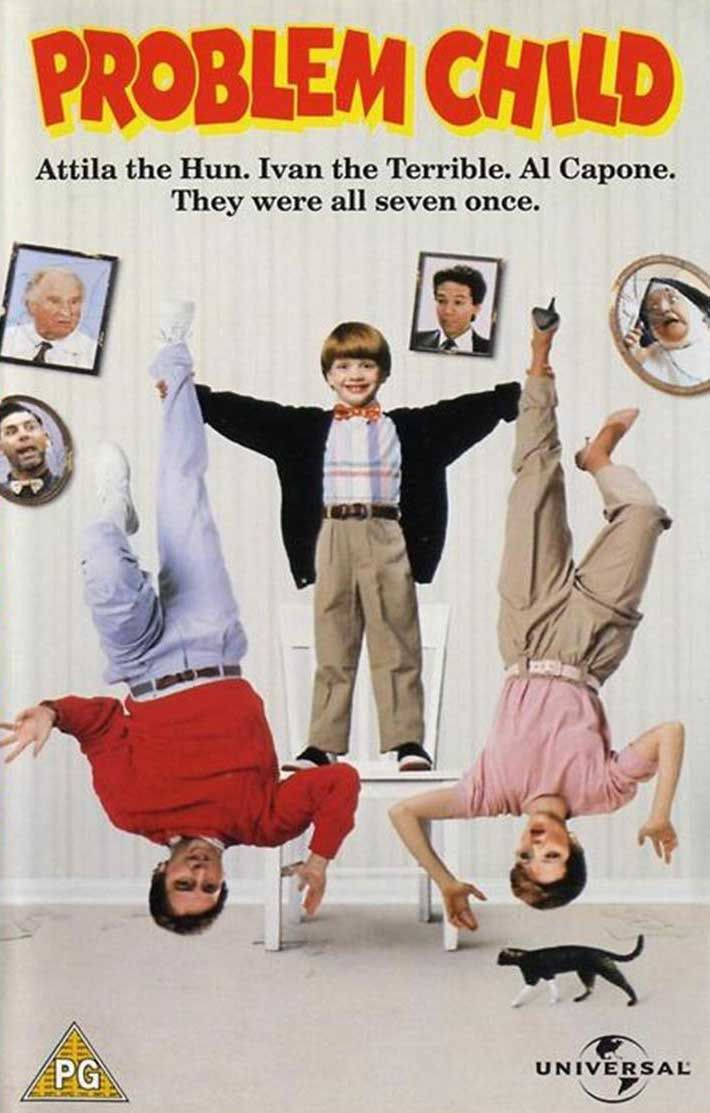 PROBLEM CHILD
Attila the Hun. Ivan the Terrible. Al Capone.
They were all seven once.
PG
UNIVERSAL